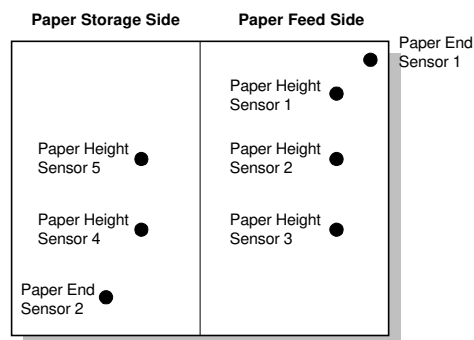 Paper Storage Side
Paper Feed Side
Paper End
Sensor 1
Paper Height
Sensor 1
Paper Height
Sensor 5
Paper Height
Sensor 2
Paper Height
Sensor 4
Paper Height
Sensor 3
Paper End
Sensor 2